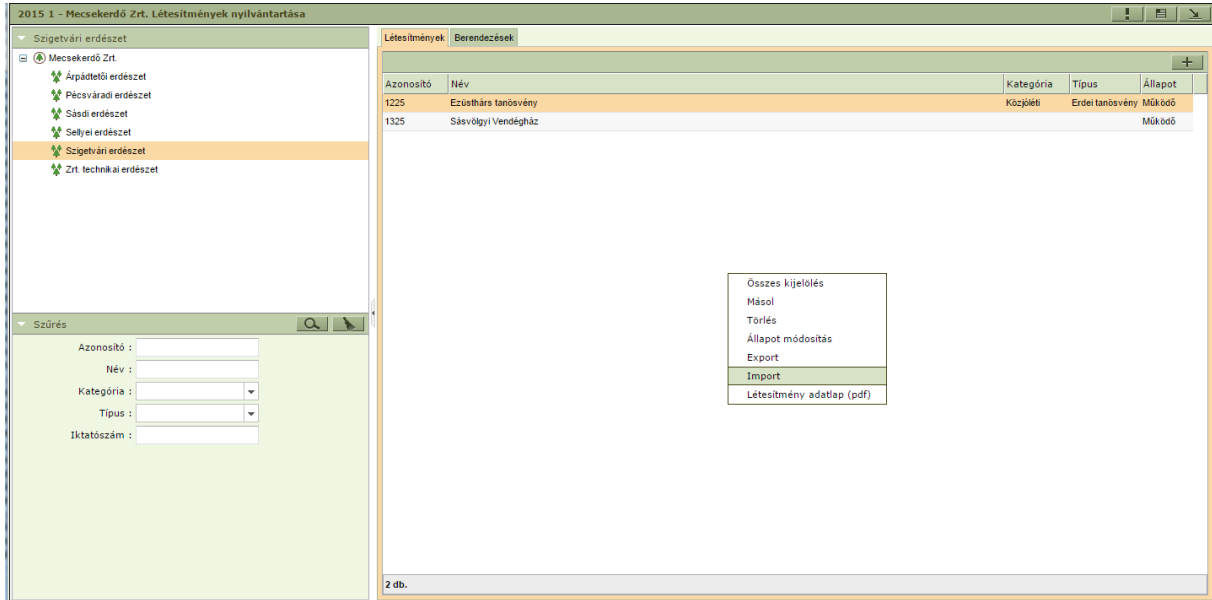 2015 1 - Mecsekerdő Zrt. Létesítmények nyilvántartása
Szigetvári erdészet
Mecsekerdő Zrt.
Árpádtetői erdészet
Pécsváradi erdészet
Sásdi erdészet
Sellyei erdészet
Szigetvári erdészet
Zrt. technikai erdészet
Szűrés
Azonosító :
Név :
Kategória :
Típus :
Iktatószám :
Létesítmények Berendezések
Azonosító Név Kategória Típus Állapot
1225 Ezüsthárs tanösvény Közjóléti Erdei tanösvény Működő
1325 Sásvölgyi Vendégház Működő
Összes kijelölés
Másol
Törlés
Állapot módosítás
Export
Import
Létesítmény adatlap (pdf)
2 db.